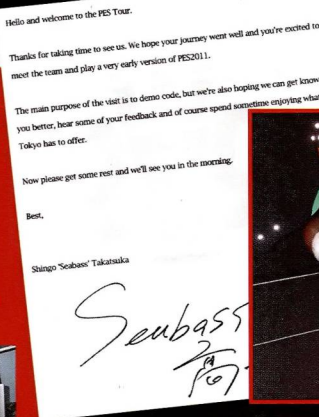 Hello and welcome to the PES Tour.
Thanks for taking time to see us. We hope your journey went well and you're excited to
meet the team and play a very early version of PES2011.
The main purpose of the visit is to demo code, but we're also hoping we can get know
you better, hear some of your feedback and of course spend sometime enjoying what
Tokyo has to offer.
Now please get some rest and we'll see you in the morning.
Best,
Shingo 'Seabass' Takatsuka
Seabass